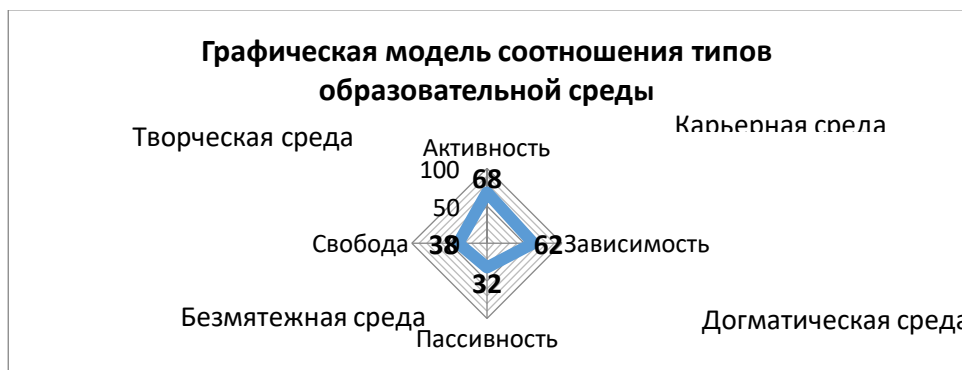 Графическая модель соотношения типов
образовательной среды
Творческая среда
Карьерная среда
Активность
100
68
50
Свобода
38
0
62
Зависимость
32
Безмятежная среда
Догматическая среда
Пассивность